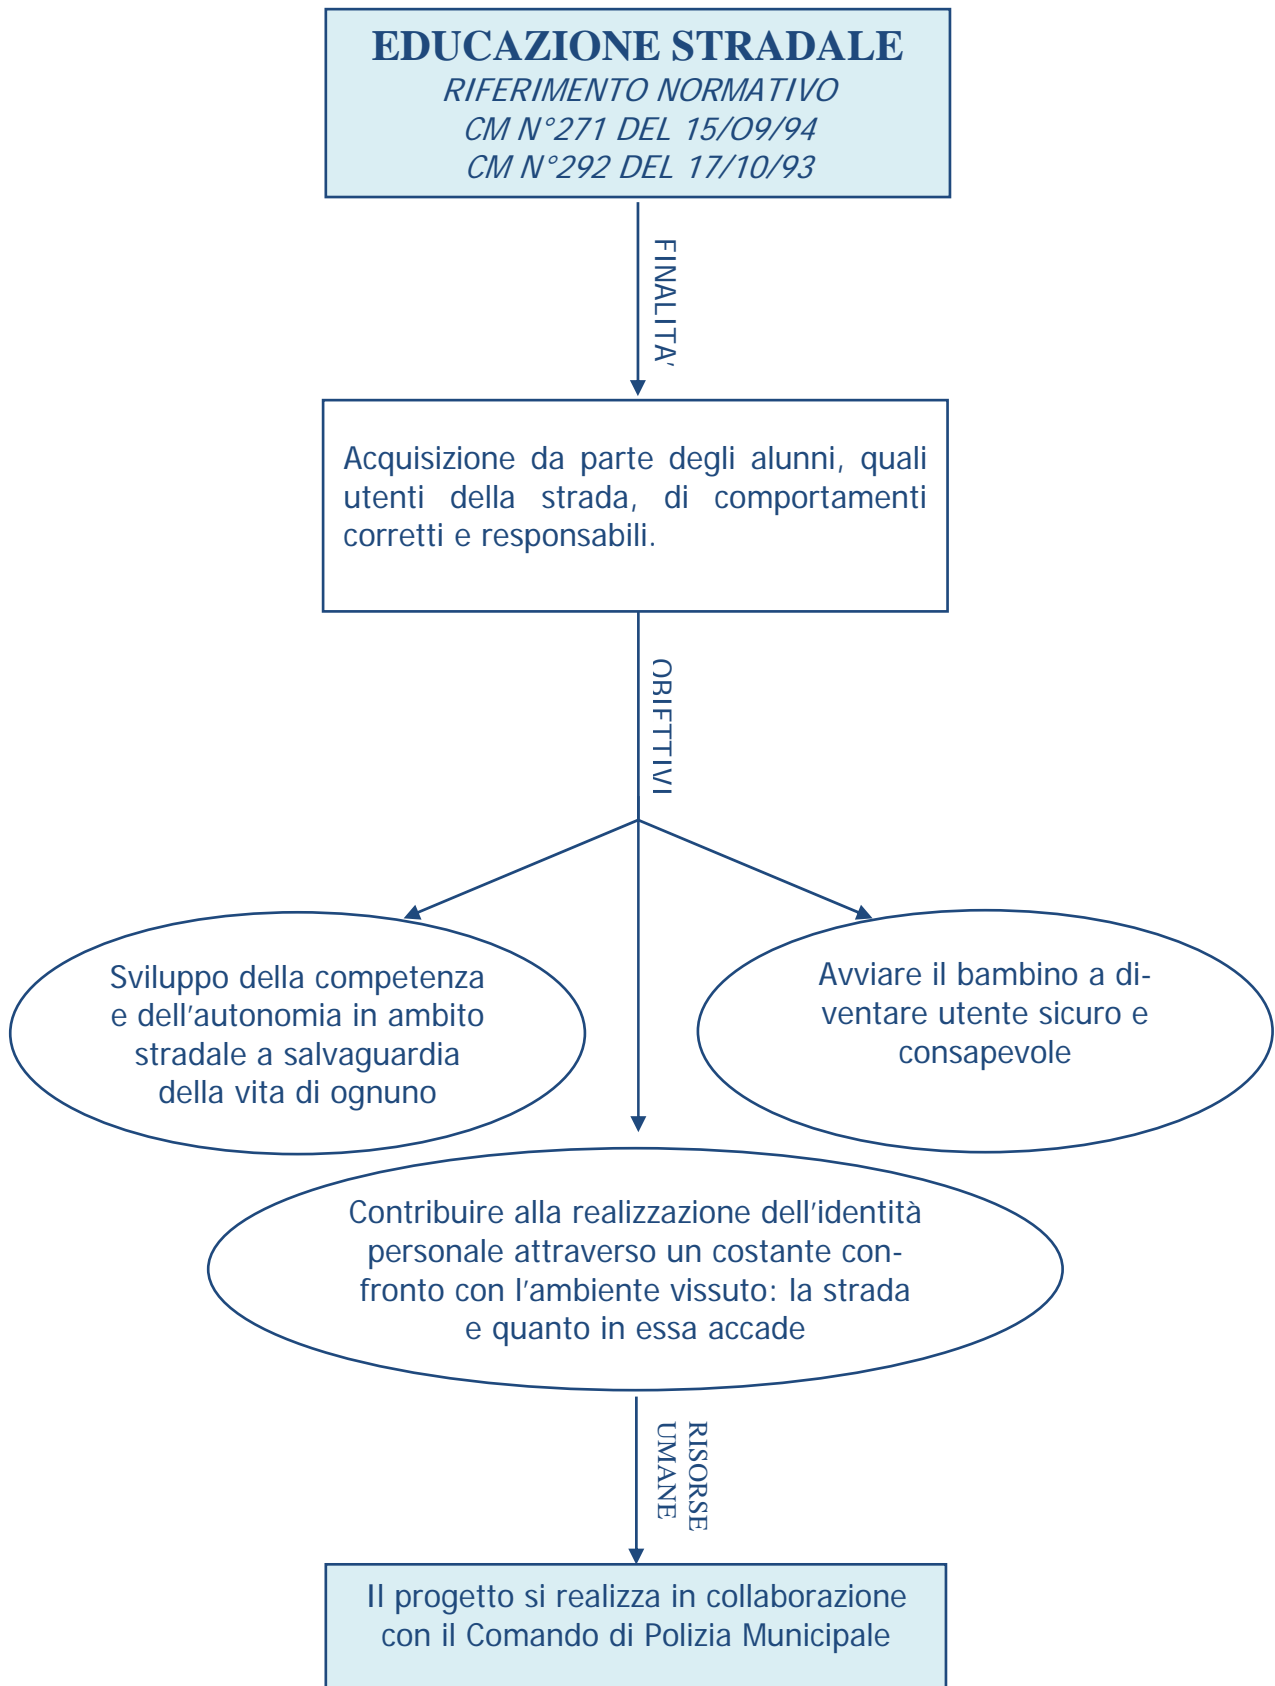 EDUCAZIONE STRADALE
RIFERIMENTO NORMATIVO
CM N°271 DEL 15/O9/94
CM N°292 DEL 17/10/93
FINALITA'
Acquisizione da parte degli alunni, quali
utenti della strada, di comportamenti
corretti e responsabili.
OBIETTIVI
Sviluppo della competenza
e dell'autonomia in ambito
stradale a salvaguardia
della vita di ognuno
Avviare il bambino a di-
ventare utente sicuro e
consapevole
Contribuire alla realizzazione dell'identità
personale attraverso un costante con-
fronto con l'ambiente vissuto: la strada
e quanto in essa accade
RISORSE
UMANE
Il progetto si realizza in collaborazione
con il Comando di Polizia Municipale